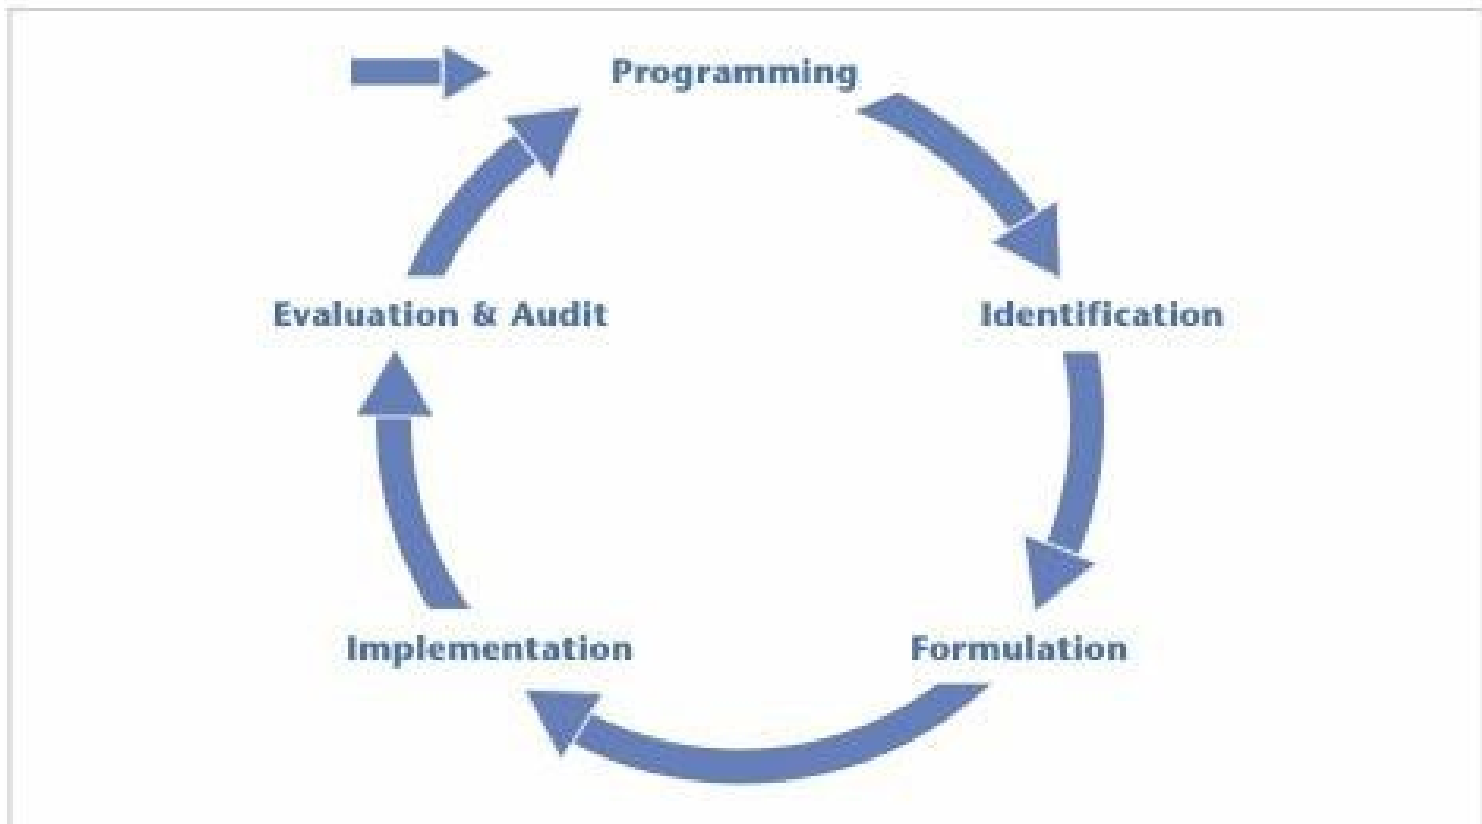 Programming
Identification
Formulation
Implementation
Evaluation & Audit